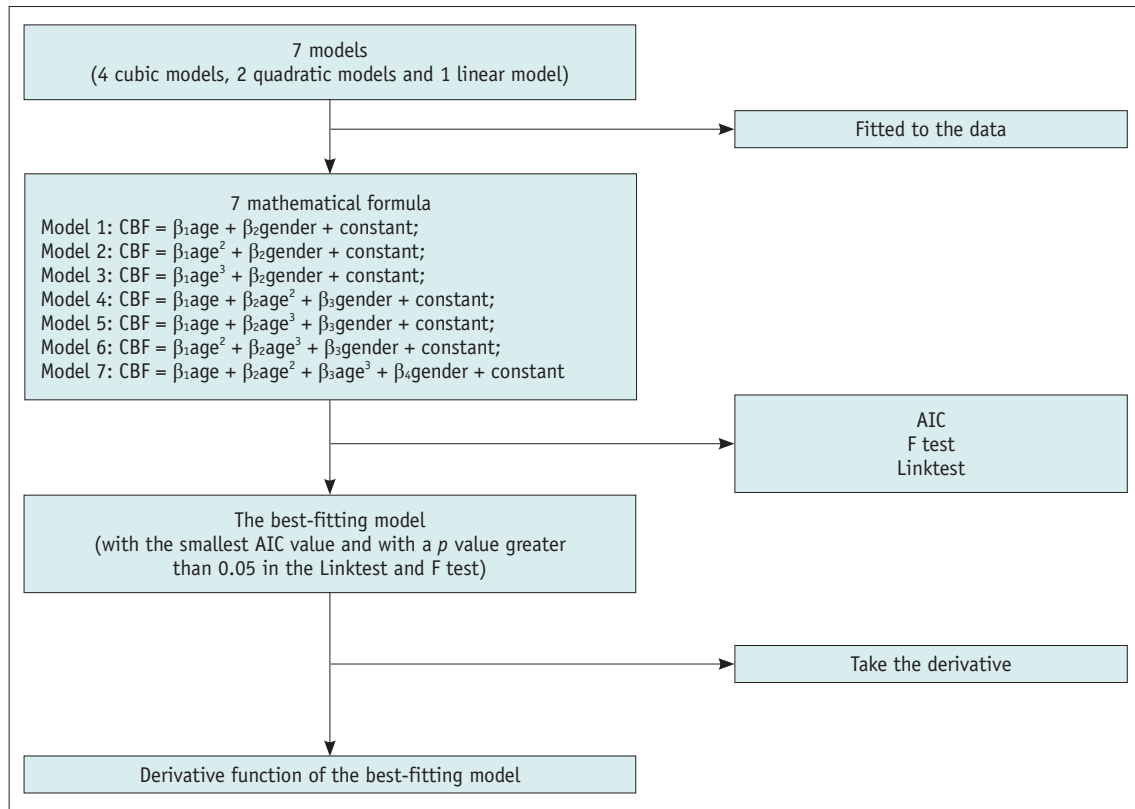 7 models
(4 cubic models, 2 quadratic models and 1 linear model)
Fitted to the data
7 mathematical formula
Model 1: CBF = β₁age + β₂gender + constant;
Model 2: CBF = β₁age² + β₂gender + constant;
Model 3: CBF = β₁age³ + β₂gender + constant;
Model 4: CBF = β₁age + β₂age² + β₃gender + constant;
Model 5: CBF = β₁age + β₂age³ + β₃gender + constant;
Model 6: CBF = β₁age² + β₂age³ + β₃gender + constant;
Model 7: CBF = β₁age + β₂age² + β₃age³ + β₄gender + constant
AIC
F test
Linktest
The best-fitting model
(with the smallest AIC value and with a p value greater
than 0.05 in the Linktest and F test)
Take the derivative
Derivative function of the best-fitting model